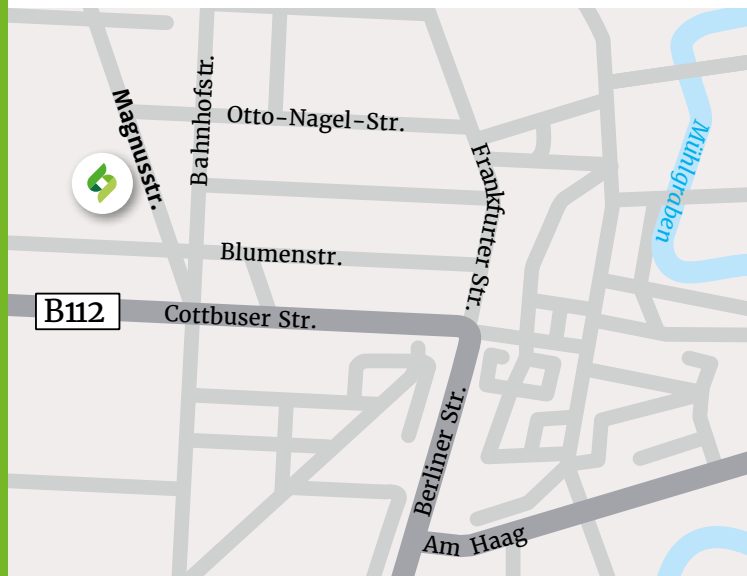 Bahnhofstr.
Magnusstr.
Otto-Nagel-Str.
Mühlgraben
Frankfurter Str.
Blumenstr.
B112
Cottbuser Str.
Berliner Str.
Am Haag